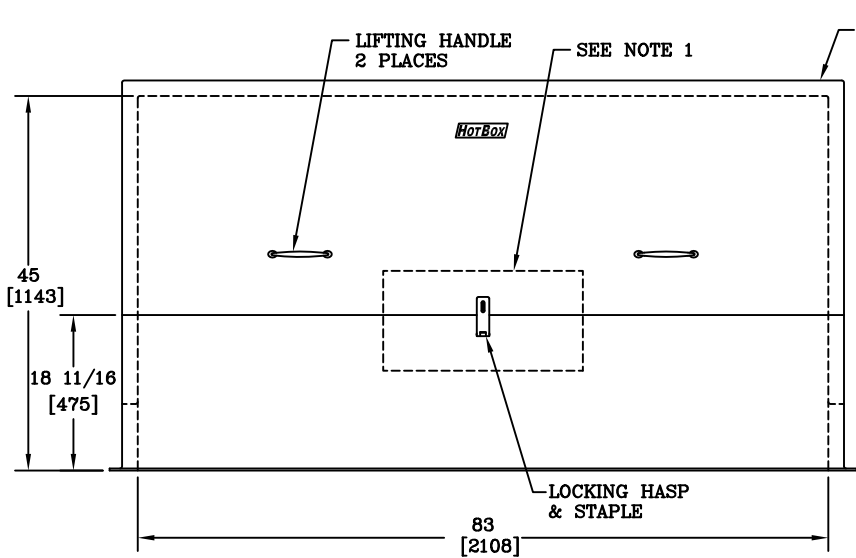 LIFTING HANDLE
2 PLACES
SEE NOTE 1
HOTBOX
45
[1143]
18 11/16
[475]
LOCKING HASP
& STAPLE
83
[2108]